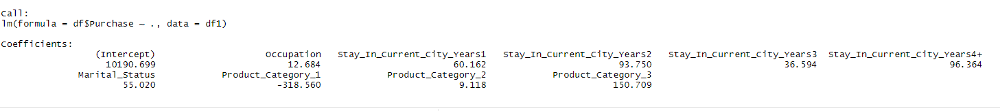 Call:
lm(formula = df$Purchase ~ ., data = df1)
Coefficients:
(Intercept) Occupation Stay_In_Current_City_Years1 Stay_In_Current_City_Years2 Stay_In_Current_City_Years3 Stay_In_Current_City_Years4+
10190.699 12.684 60.162 93.750 36.594 96.364
Marital_Status Product_Category_1 Product_Category_2 Product_Category_3
55.020 -318.560 9.118 150.709